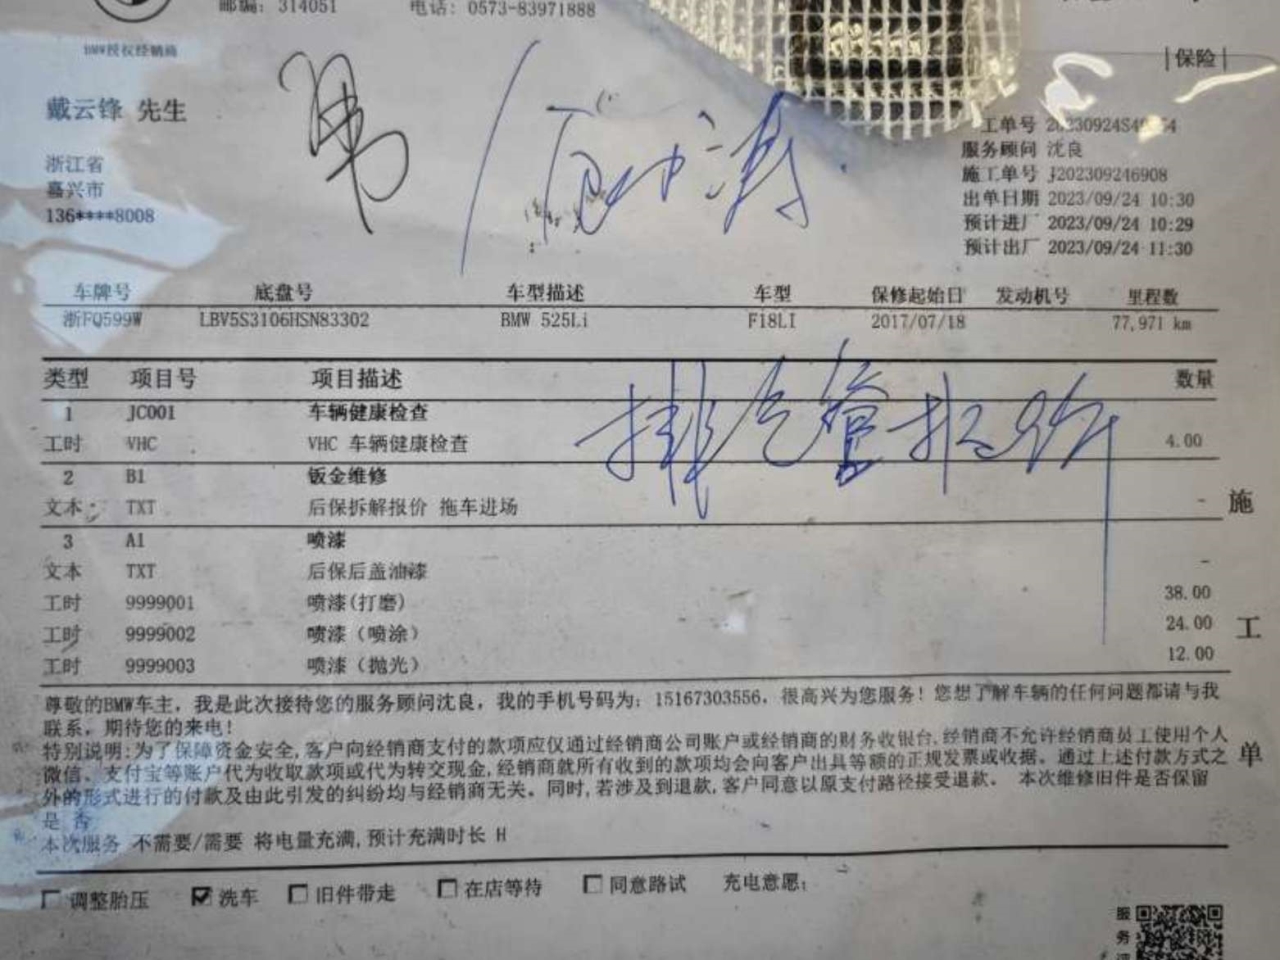 邮编: 314051 电话: 0573-83971888
BMW授权经销商
保险
戴云锋 先生
浙江省
嘉兴市
136****8008
工单号
服务顾问 沈良
施工单号 J202309246908
出单日期 2023/09/24 10:30
预计进厂 2023/09/24 10:29
预计出厂 2023/09/24 11:30
车牌号 底盘号 车型描述 车型 保修起始日 发动机号 里程数
浙FQ599W LBV5S3106HSN83302 BMW 525Li F18LI 2017/07/18 77,971 km
类型 项目号 项目描述 数量
排气管报价
1 JC001 车辆健康检查
工时 VHC VHC 车辆健康检查 4.00
2 B1 钣金维修
文本 TXT 后保拆解报价 拖车进场 -
3 A1 喷漆
文本 TXT 后保后盖油漆 -
工时 9999001 喷漆(打磨) 38.00
工时 9999002 喷漆（喷涂） 24.00
工时 9999003 喷漆（抛光） 12.00
施工单
尊敬的BMW车主，我是此次接待您的服务顾问沈良，我的手机号码为：15167303556，很高兴为您服务！您想了解车辆的任何问题都请与我
联系，期待您的来电！
特别说明:为了保障资金安全,客户向经销商支付的款项应仅通过经销商公司账户或经销商的财务收银台,经销商不允许经销商员工使用个人
微信、支付宝等账户代为收取款项或代为转交现金,经销商就所有收到的款项均会向客户出具等额的正规发票或收据。通过上述付款方式之
外的形式进行的付款及由此引发的纠纷均与经销商无关。同时,若涉及到退款,客户同意以原支付路径接受退款。 本次维修旧件是否保留
是 否
本次服务 不需要/需要 将电量充满,预计充满时长 H
调整胎压 洗车 旧件带走 在店等待 同意路试 充电意愿:
服务